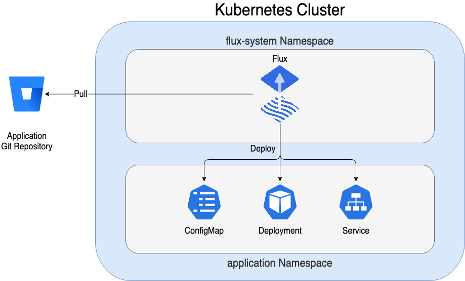 Kubernetes Cluster
flux-system Namespace
Flux
Pull
Application
Git Repository
Deploy
ConfigMap
Deployment
Service
application Namespace